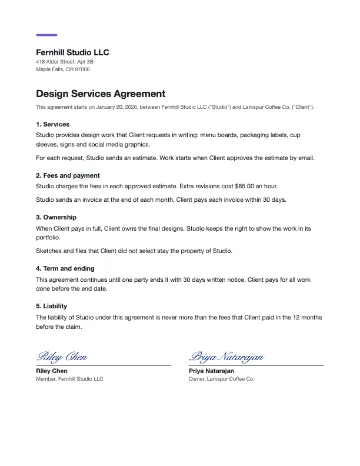 Fernhill Studio LLC
418 Alder Street, Apt 3B
Maple Falls, OR 97000
Design Services Agreement
This agreement starts on January 20, 2026, between Fernhill Studio LLC ("Studio") and Larkspur Coffee Co. ("Client").
1. Services
Studio provides design work that Client requests in writing: menu boards, packaging labels, cup
sleeves, signs and social media graphics.
For each request, Studio sends an estimate. Work starts when Client approves the estimate by email.
2. Fees and payment
Studio charges the fees in each approved estimate. Extra revisions cost $85.00 an hour.
Studio sends an invoice at the end of each month. Client pays each invoice within 30 days.
3. Ownership
When Client pays in full, Client owns the final designs. Studio keeps the right to show the work in its
portfolio.
Sketches and files that Client did not select stay the property of Studio.
4. Term and ending
This agreement continues until one party ends it with 30 days written notice. Client pays for all work
done before the end date.
5. Liability
The liability of Studio under this agreement is never more than the fees that Client paid in the 12 months
before the claim.
Riley Chen
Priya Natarajan
Riley Chen
Priya Natarajan
Member, Fernhill Studio LLC
Owner, Larkspur Coffee Co.